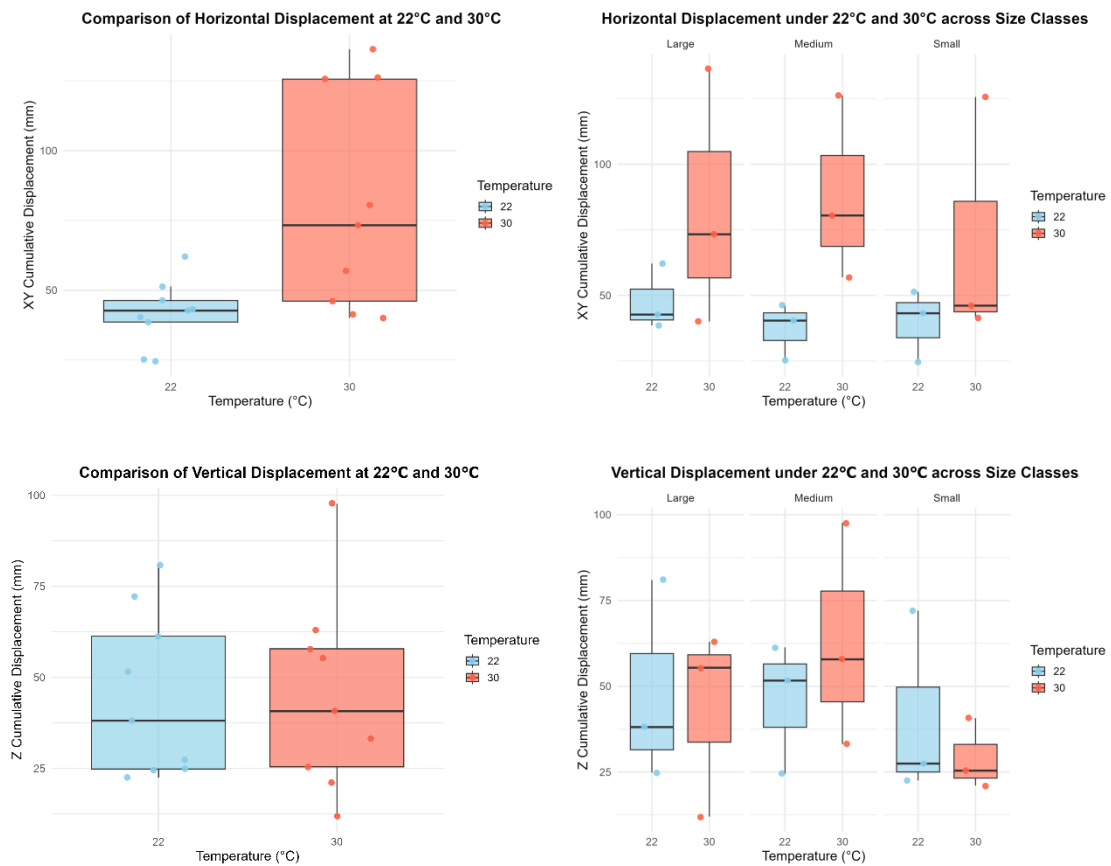 Comparison of Horizontal Displacement at 22°C and 30°C
XY Cumulative Displacement (mm)
100
50
22
30
Temperature (°C)
Temperature
22
30
Horizontal Displacement under 22°C and 30°C across Size Classes
Large
Medium
Small
XY Cumulative Displacement (mm)
100
50
22
30
22
30
22
30
Temperature (°C)
Temperature
22
30
Comparison of Vertical Displacement at 22℃ and 30℃
Z Cumulative Displacement (mm)
100
75
50
25
22
30
Temperature (°C)
Temperature
22
30
Vertical Displacement under 22℃ and 30℃ across Size Classes
Large
Medium
Small
Z Cumulative Displacement (mm)
100
75
50
25
22
30
22
30
22
30
Temperature (°C)
Temperature
22
30